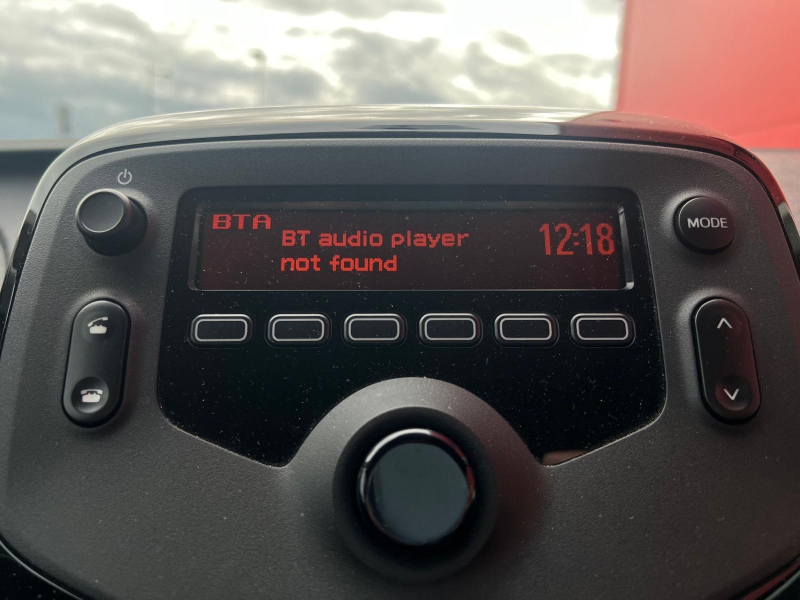 BTA
BT audio player
not found
12:18
MODE